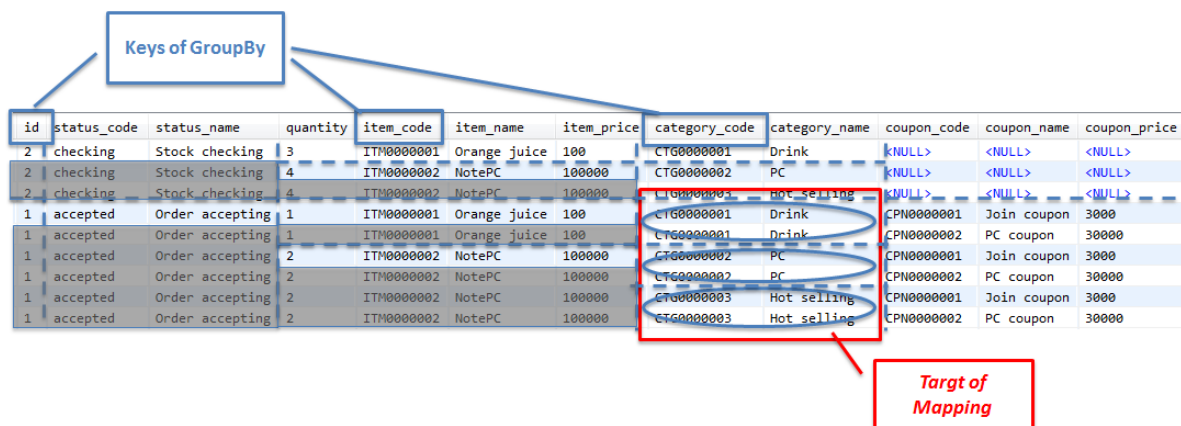 Keys of GroupBy
id status_code status_name quantity item_code item_name item_price category_code category_name coupon_code coupon_name coupon_price
2 checking Stock checking 3 ITM0000001 Orange juice 100 CTG0000001 Drink <NULL> <NULL> <NULL>
2 checking Stock checking 4 ITM0000002 NotePC 100000 CTG0000002 PC <NULL> <NULL> <NULL>
2 checking Stock checking 4 ITM0000002 NotePC 100000 CTG0000003 Hot selling <NULL> <NULL> <NULL>
1 accepted Order accepting 1 ITM0000001 Orange juice 100 CTG0000001 Drink CPN0000001 Join coupon 3000
1 accepted Order accepting 1 ITM0000001 Orange juice 100 CTG0000001 Drink CPN0000002 PC coupon 30000
1 accepted Order accepting 2 ITM0000002 NotePC 100000 CTG0000002 PC CPN0000001 Join coupon 3000
1 accepted Order accepting 2 ITM0000002 NotePC 100000 CTG0000002 PC CPN0000002 PC coupon 30000
1 accepted Order accepting 2 ITM0000002 NotePC 100000 CTG0000003 Hot selling CPN0000001 Join coupon 3000
1 accepted Order accepting 2 ITM0000002 NotePC 100000 CTG0000003 Hot selling CPN0000002 PC coupon 30000
Targt of
Mapping